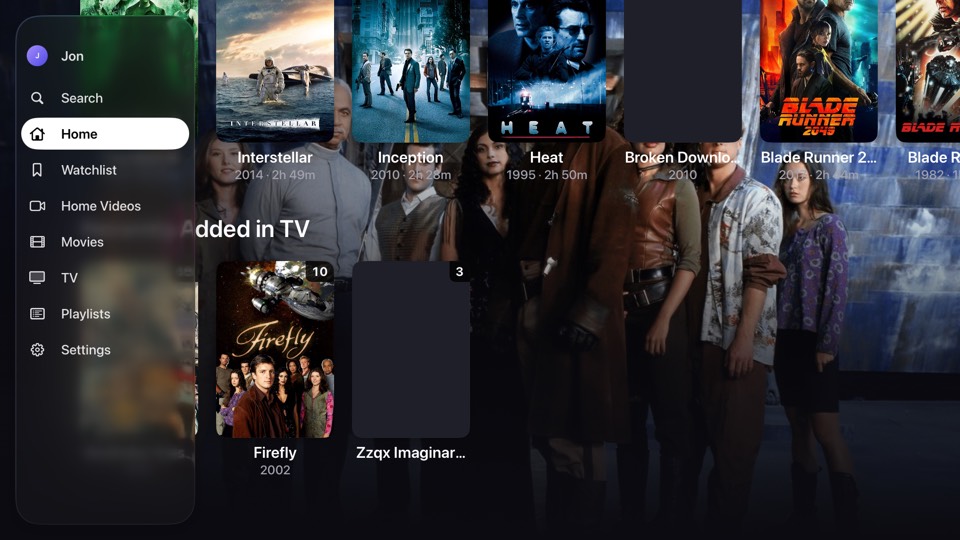 J
Jon
Search
Home
Watchlist
Home Videos
Movies
TV
Playlists
Settings
INTERSTELLAR
HEAT
BLADE
RUNNER
2049
Interstellar
2014 · 2h 49m
Inception
2010 · 2h 28m
Heat
1995 · 2h 50m
Broken Downlo...
2010
Blade Runner 2...
Blade R
1982 ·
dded in TV
10
3
Firefly
Firefly
2002
Zzqx Imaginar...